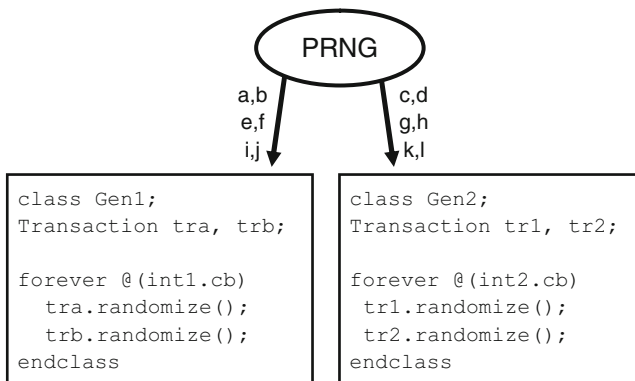 PRNG
a,b
e,f
i,j
c,d
g,h
k,l
class Gen1;
Transaction tra, trb;
forever @(int1.cb)
tra.randomize();
trb.randomize();
endclass
class Gen2;
Transaction tr1, tr2;
forever @(int2.cb)
tr1.randomize();
tr2.randomize();
endclass